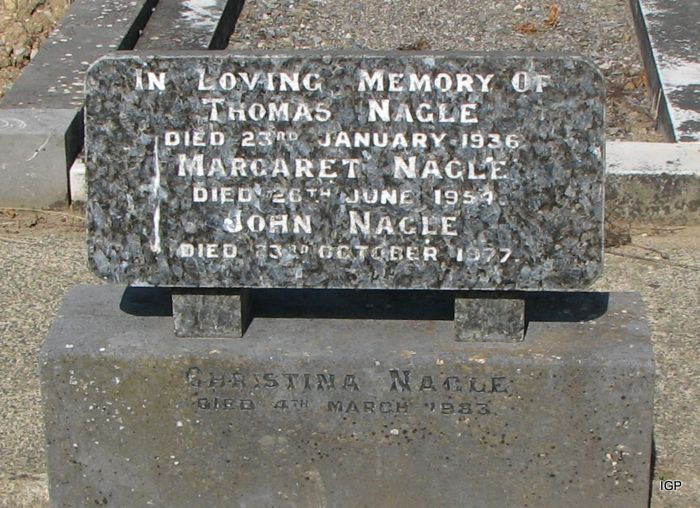 In Loving Memory Of
Thomas Nagle
Died 23rd January 1936
Margaret Nagle
Died 26th June 1954.
John Nagle
Died 23rd October 1977.
Christina Nagle
Died 4th March 1983.
IGP